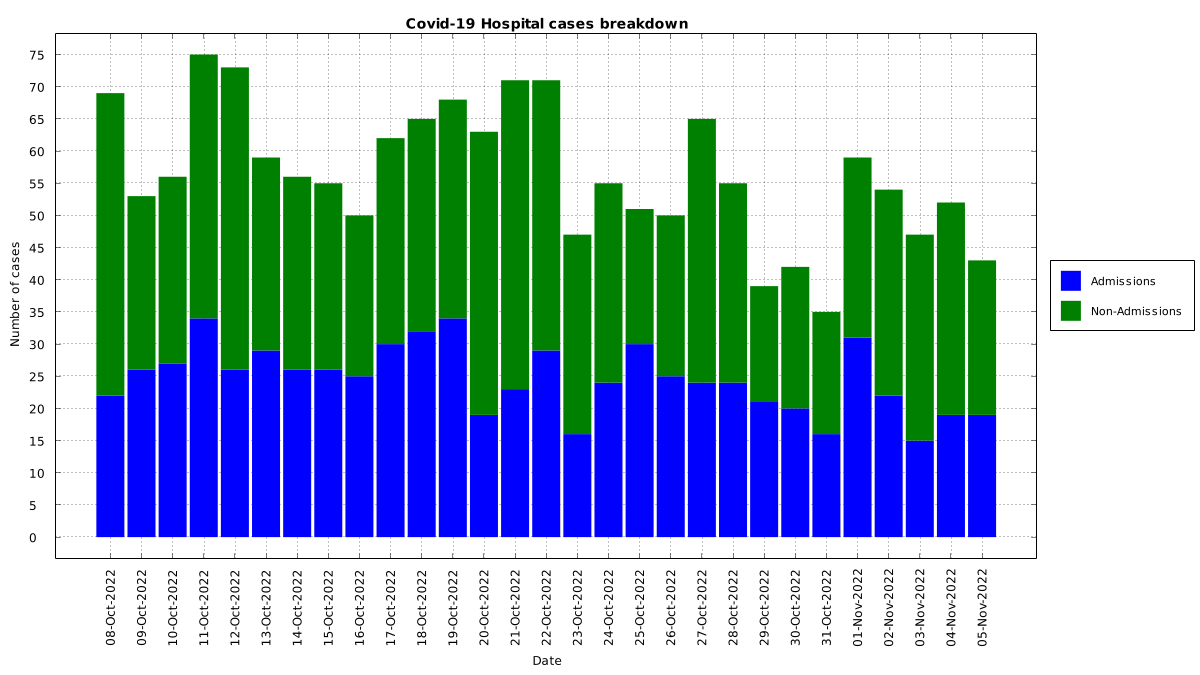 Covid-19 Hospital cases breakdown
75
70
65
60
55
50
45
40
35
30
25
20
15
10
5
0
Number of cases
Admissions
Non-Admissions
08-Oct-2022
09-Oct-2022
10-Oct-2022
11-Oct-2022
12-Oct-2022
13-Oct-2022
14-Oct-2022
15-Oct-2022
16-Oct-2022
17-Oct-2022
18-Oct-2022
19-Oct-2022
20-Oct-2022
21-Oct-2022
22-Oct-2022
23-Oct-2022
24-Oct-2022
25-Oct-2022
26-Oct-2022
27-Oct-2022
28-Oct-2022
29-Oct-2022
30-Oct-2022
31-Oct-2022
01-Nov-2022
02-Nov-2022
03-Nov-2022
04-Nov-2022
05-Nov-2022
Date